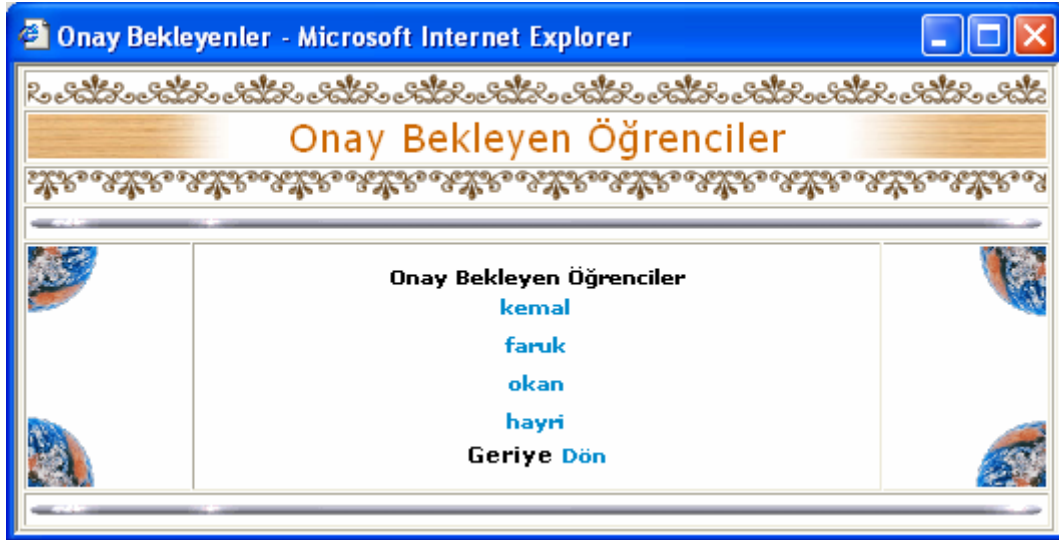 Onay Bekleyenler - Microsoft Internet Explorer
Onay Bekleyen Öğrenciler
Onay Bekleyen Öğrenciler
kemal
faruk
okan
hayri
Geriye Dön